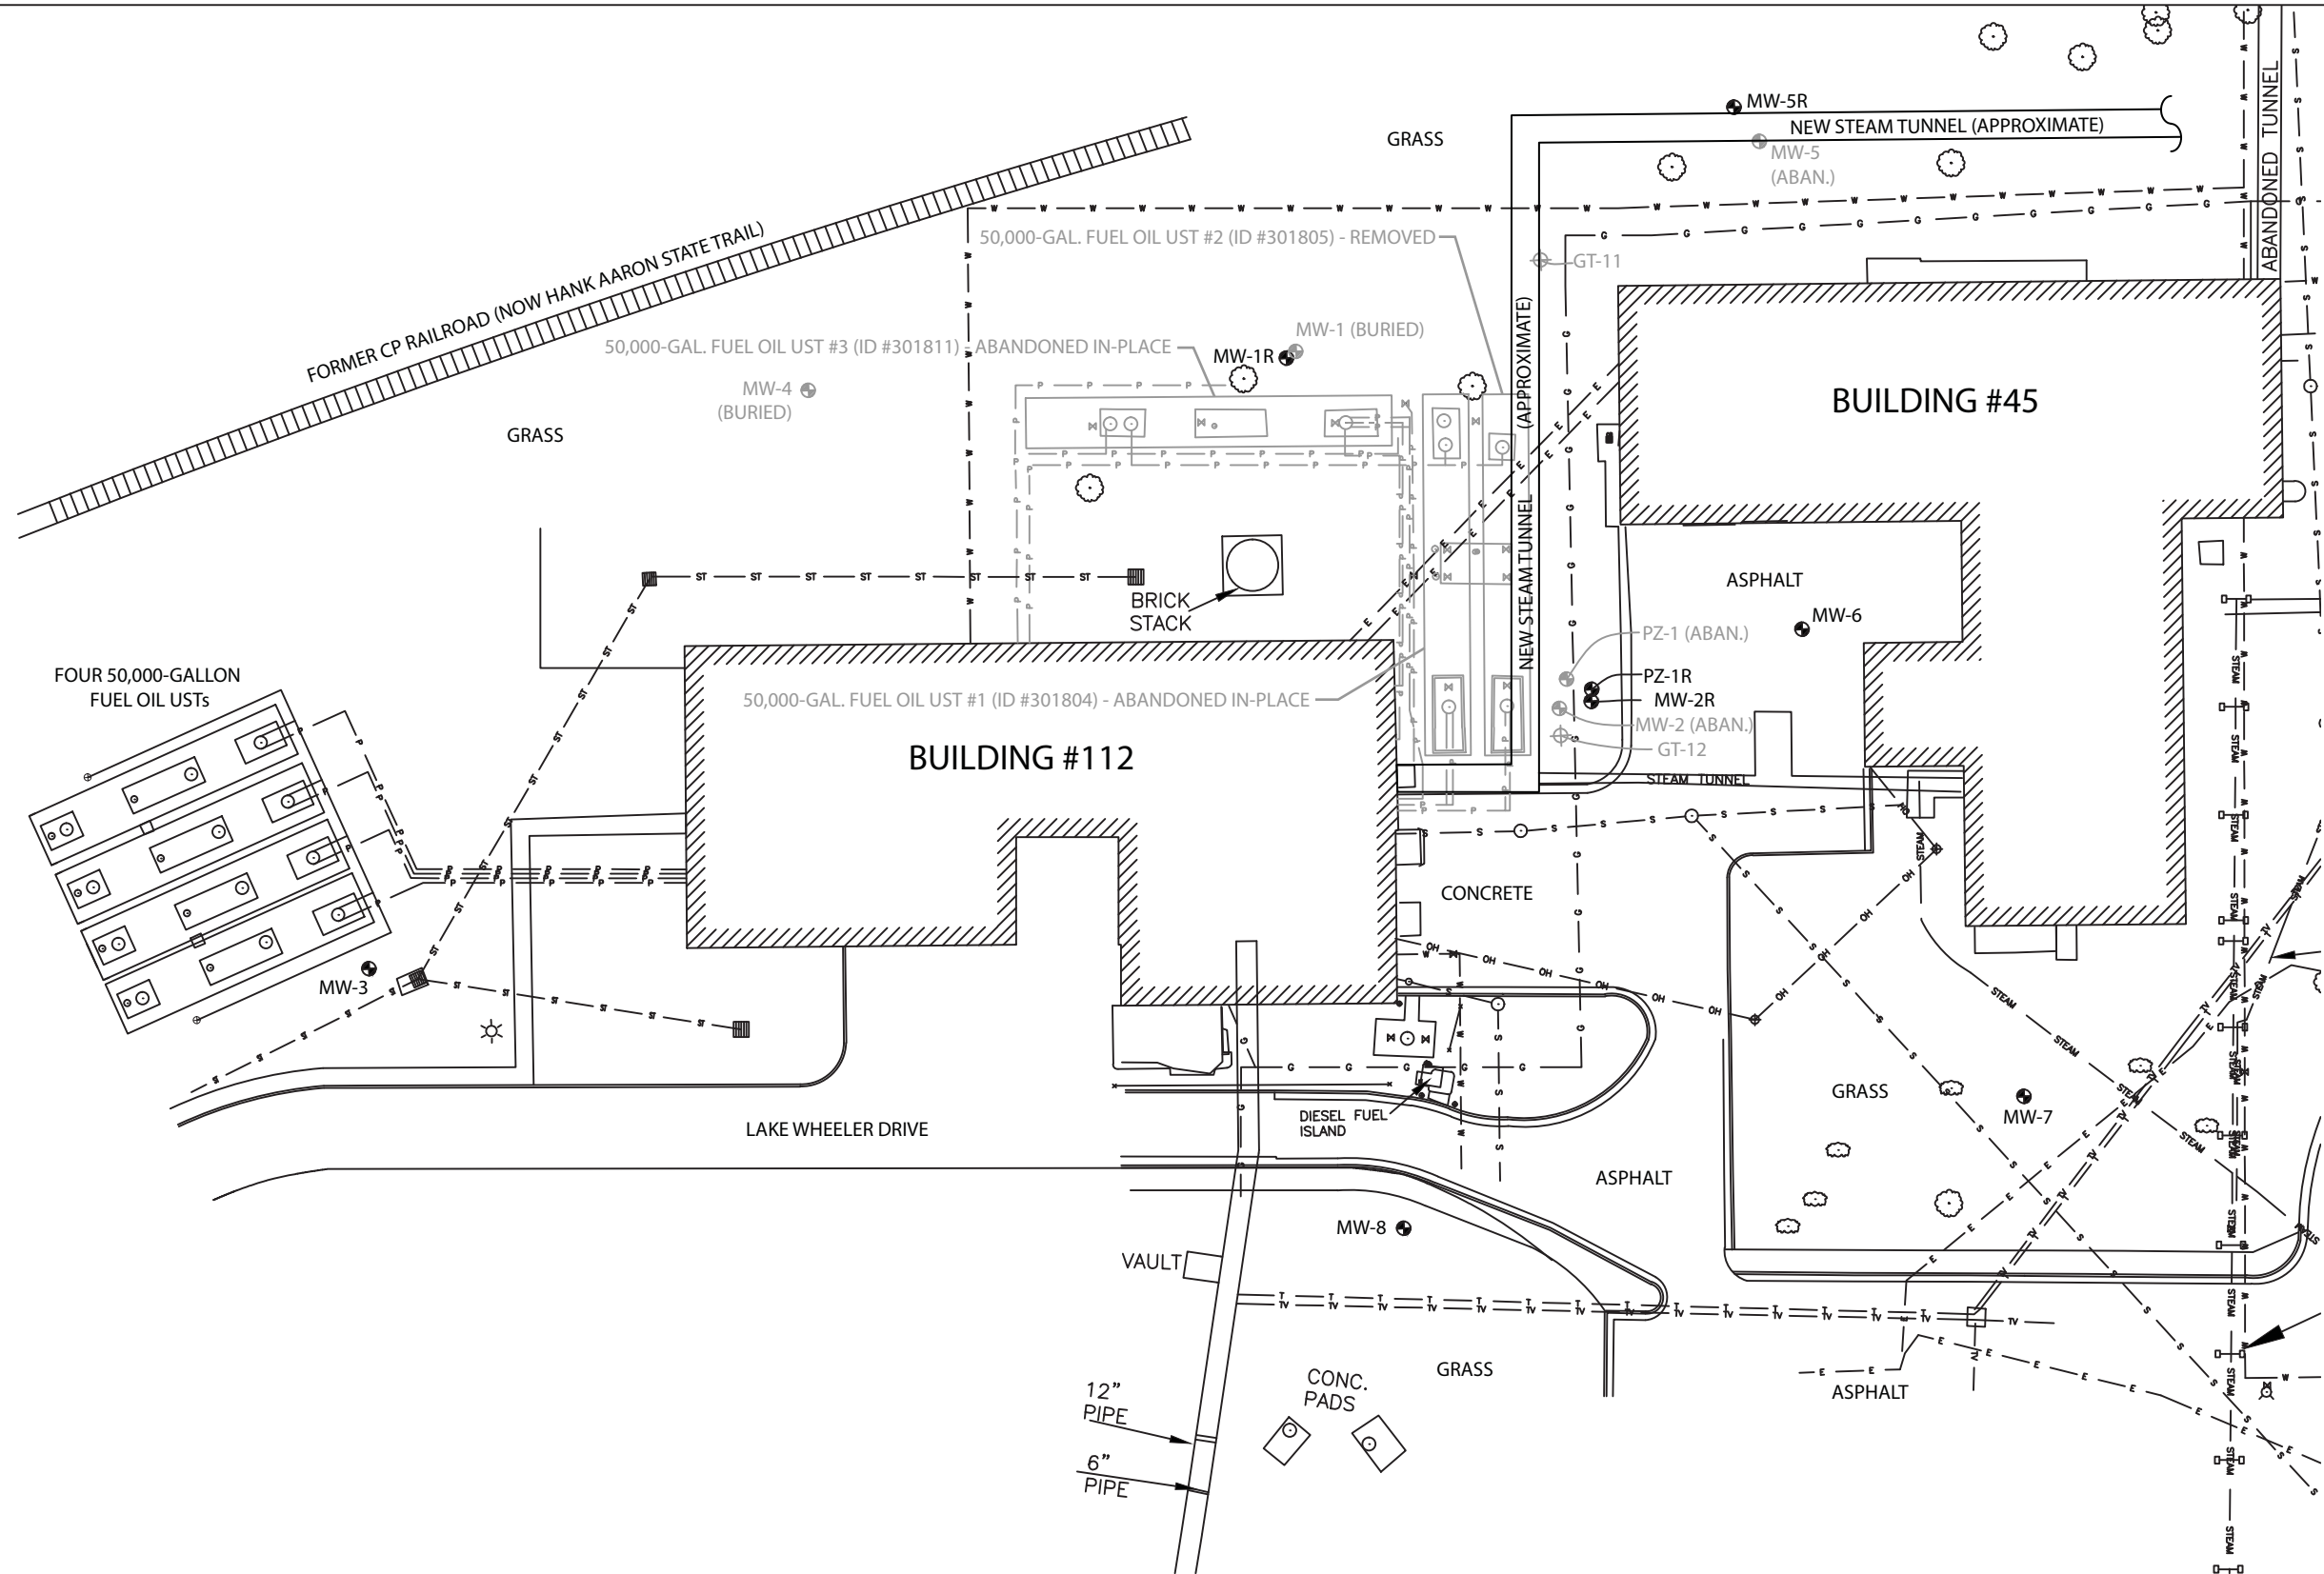 MW-5R
NEW STEAM TUNNEL (APPROXIMATE)
GRASS
MW-5
(ABAN.)
ABANDONED TUNNEL
FORMER CP RAILROAD (NOW HANK AARON STATE TRAIL)
50,000-GAL. FUEL OIL UST #2 (ID #301805) - REMOVED
GT-11
MW-1 (BURIED)
50,000-GAL. FUEL OIL UST #3 (ID #301811) - ABANDONED IN-PLACE
MW-1R
MW-4
(BURIED)
GRASS
NEW STEAM TUNNEL (APPROXIMATE)
BUILDING #45
ASPHALT
BRICK
STACK
MW-6
PZ-1 (ABAN.)
PZ-1R
MW-2R
MW-2 (ABAN.)
GT-12
FOUR 50,000-GALLON
FUEL OIL USTs
50,000-GAL. FUEL OIL UST #1 (ID #301804) - ABANDONED IN-PLACE
BUILDING #112
STEAM TUNNEL
CONCRETE
MW-3
GRASS
MW-7
DIESEL FUEL
ISLAND
LAKE WHEELER DRIVE
ASPHALT
MW-8
VAULT
GRASS
CONC.
PADS
ASPHALT
12”
PIPE
6”
PIPE